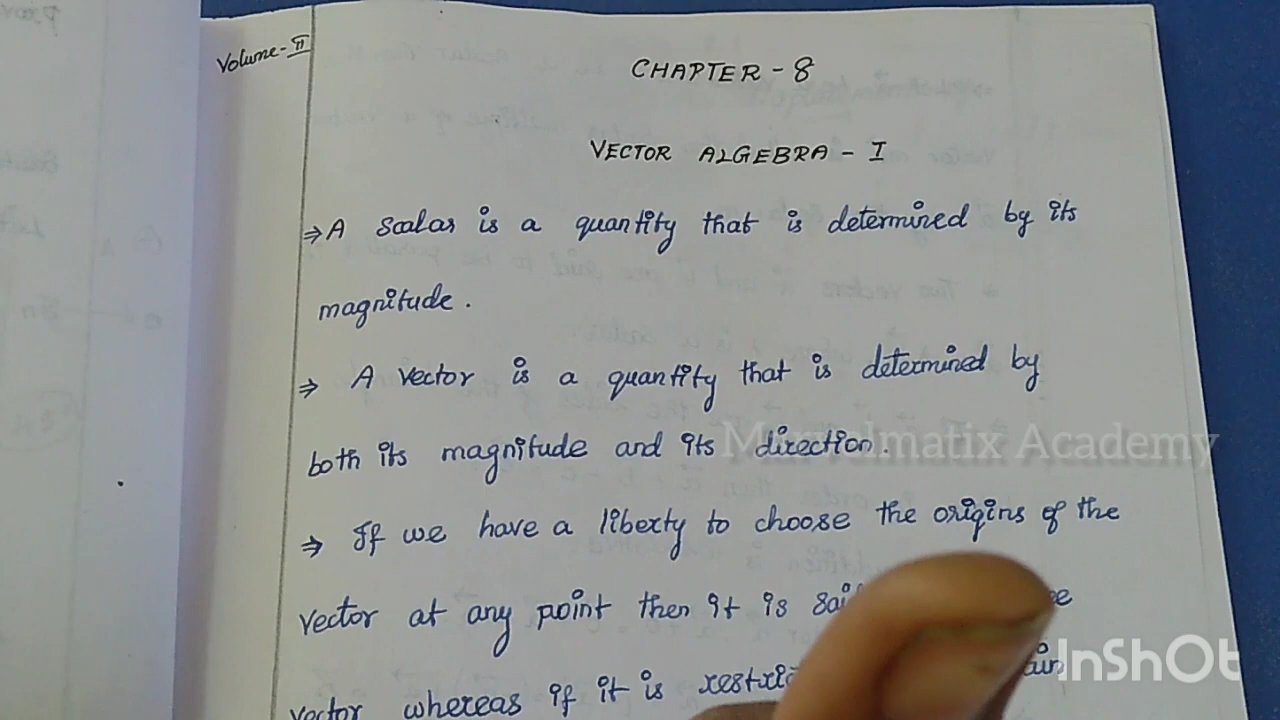 Volume-II
CHAPTER - 8
VECTOR ALGEBRA - I
⇒ A Scalar is a quantity that is determined by its
magnitude.
⇒ A vector is a quantity that is determined by
both its magnitude and its direction.
Marvelmatix Academy
⇒ If we have a liberty to choose the origins of the
vector at any point then it is
vector whereas if it is
InShOt